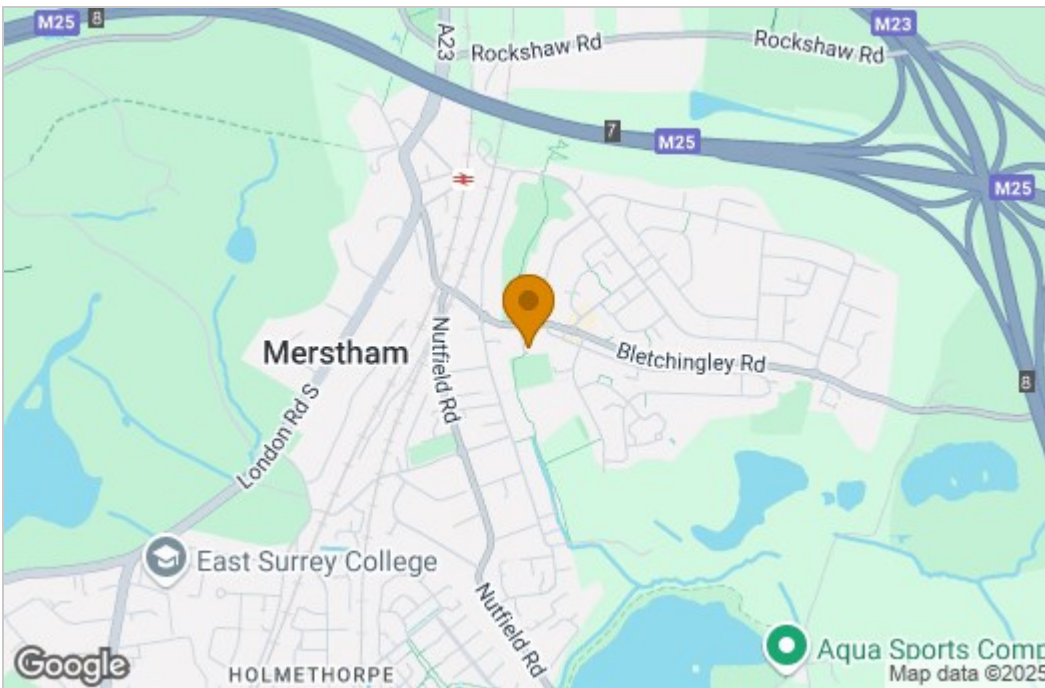 M25
8
A23
Rockshaw Rd
Rockshaw Rd
M23
7
M25
M25
Merstham
Nutfield Rd
Bletchingley Rd
8
London Rd S
East Surrey College
Nutfield Rd
HOLMETHORPE
Aqua Sports Comp
Google
Map data ©2025